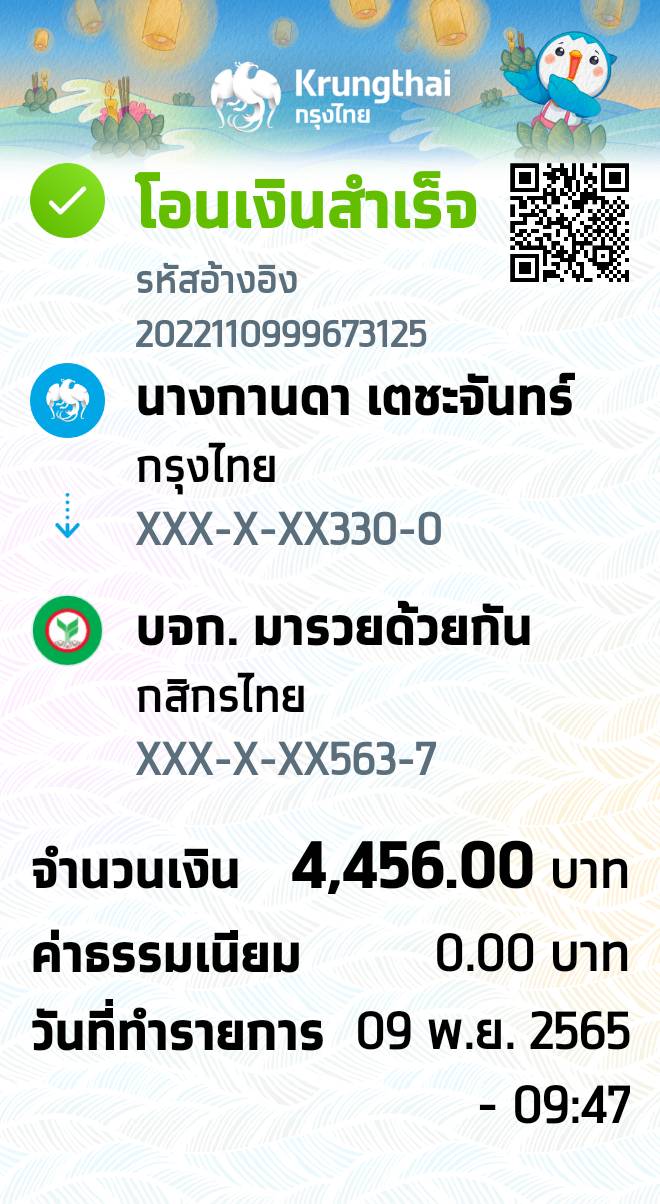 Krungthai
กรุงไทย
โอนเงินสำเร็จ
รหัสอ้างอิง
2022110999673125
นางกานดา เตชะจันทร์
กรุงไทย
XXX-X-XX330-0
บจก. มารวยด้วยกัน
กสิกรไทย
XXX-X-XX563-7
จำนวนเงิน 4,456.00 บาท
ค่าธรรมเนียม 0.00 บาท
วันที่ทำรายการ 09 พ.ย. 2565
- 09:47